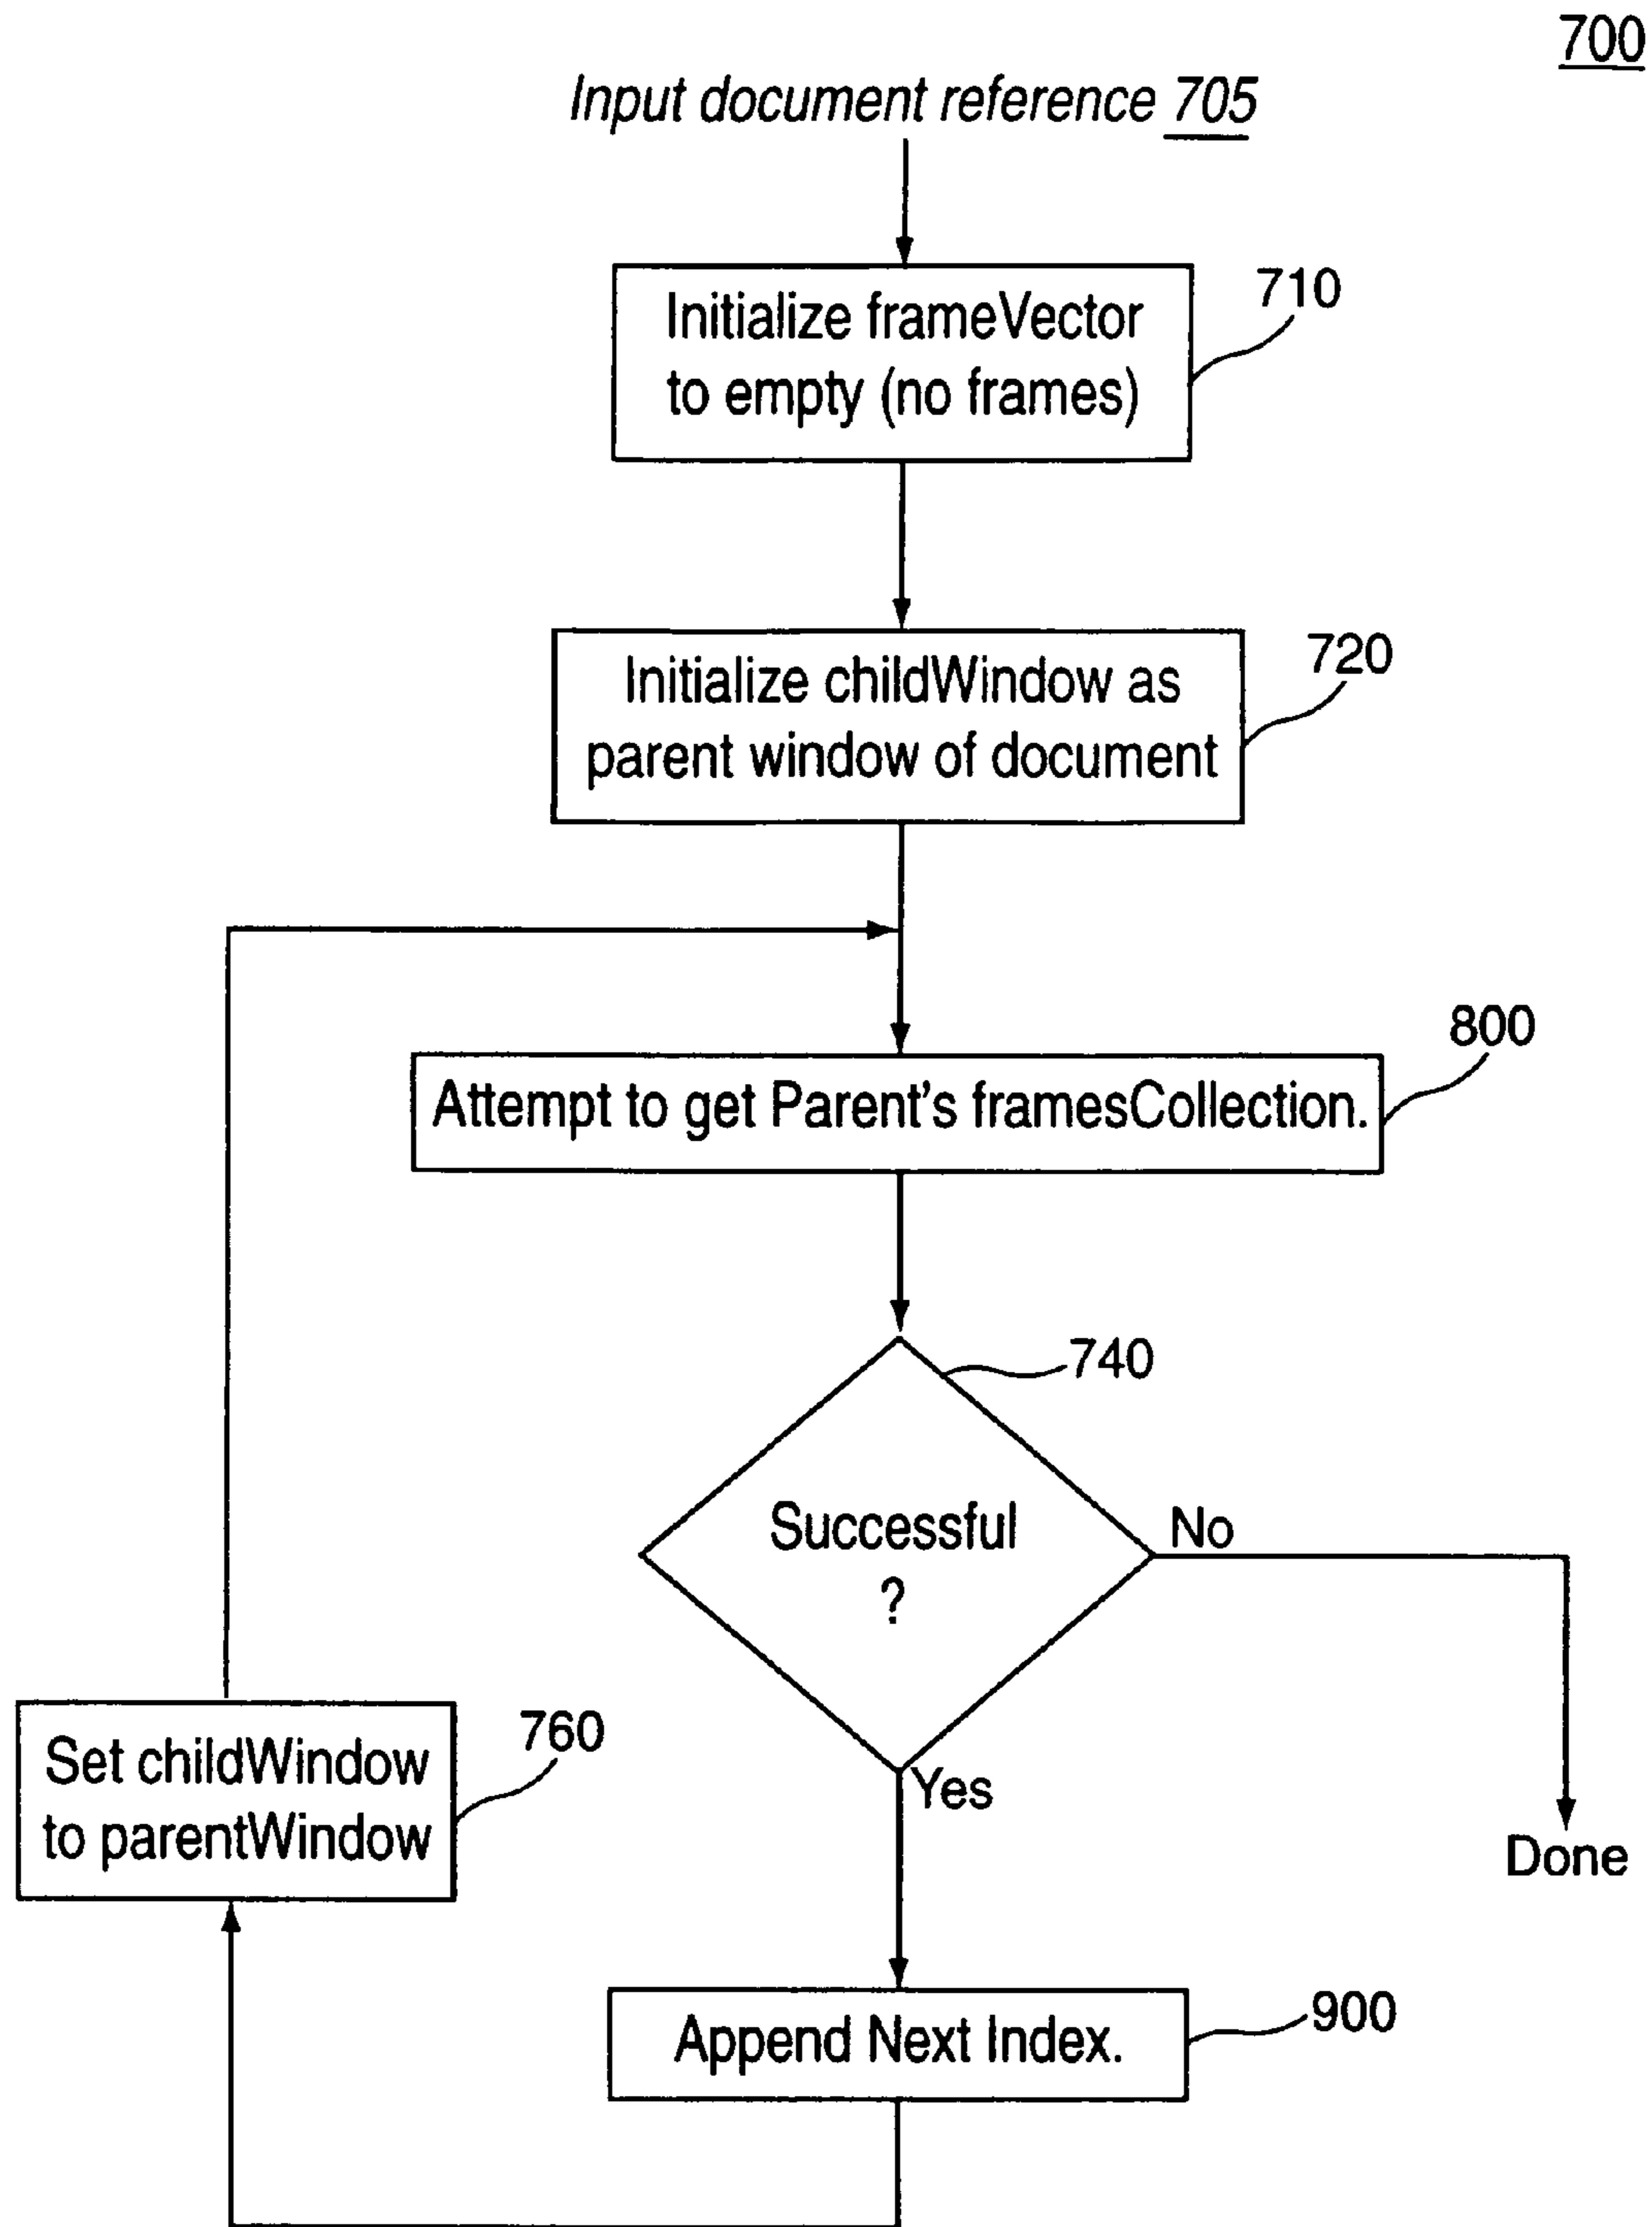 700
Input document reference 705
Initialize frameVector
to empty (no frames)
710
Initialize childWindow as
parent window of document
720
Attempt to get Parent's framesCollection.
800
Successful
?
740
No
Yes
Done
Set childWindow
to parentWindow
760
Append Next Index.
900